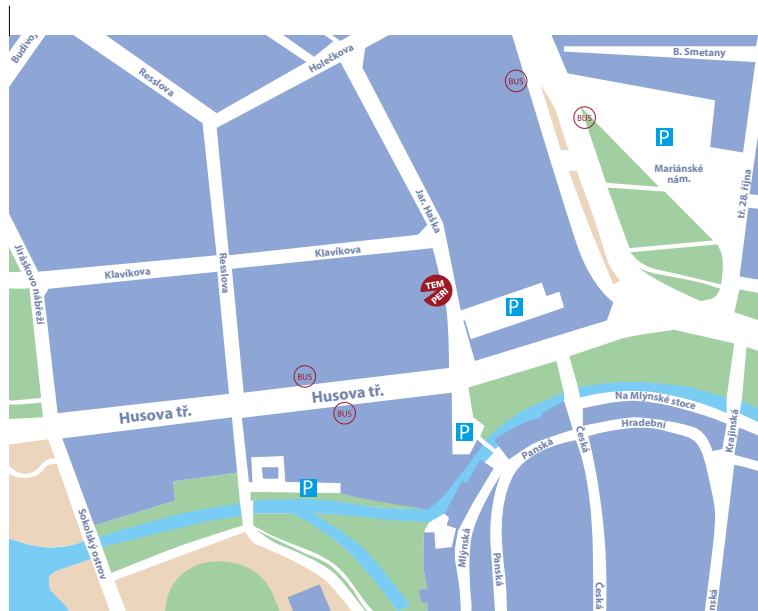 Budivoj
Resslova
Holečkova
BUS
B. Smetany
BUS
P
Mariánské
nám.
tř. 28. října
Jar. Haška
Jiráskovo nábřeží
Klavíkova
Klavíkova
Resslova
TEM
PERI
P
BUS
Husova tř.
Husova tř.
BUS
Na Mlýnské stoce
Hradební
Krajinská
P
Panská
Česká
P
Sokolský ostrov
Mlýnská
Panská
Česká
nská